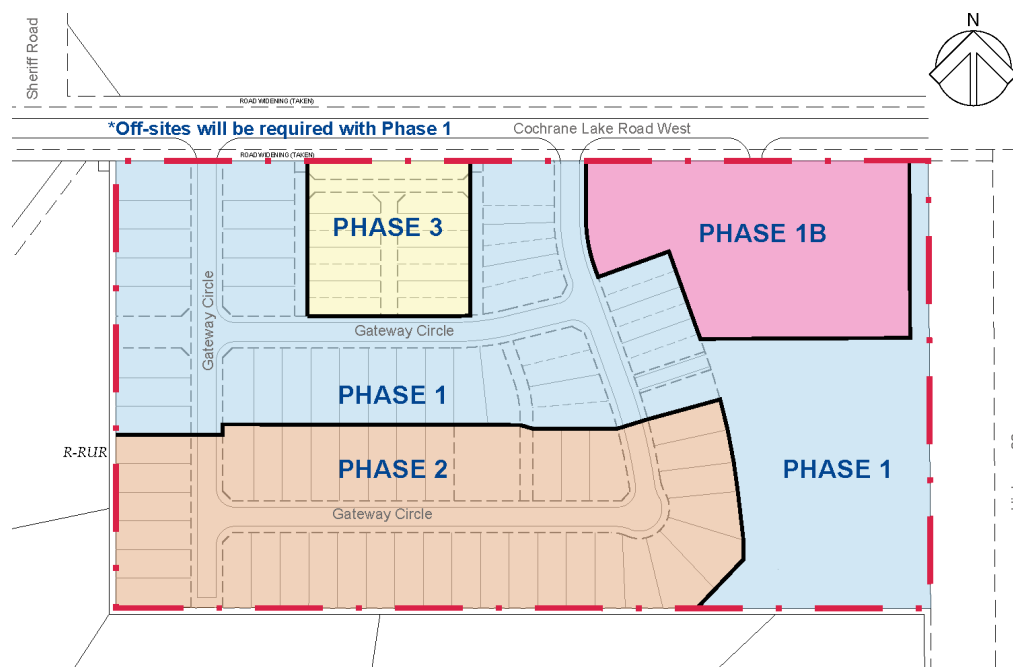 N
Sheriff Road
ROAD WIDENING (TAKEN)
*Off-sites will be required with Phase 1
Cochrane Lake Road West
ROAD WIDENING (TAKEN)
PHASE 3
PHASE 1B
Gateway Circle
Gateway Circle
PHASE 1
R-RUR
PHASE 2
PHASE 1
Gateway Circle